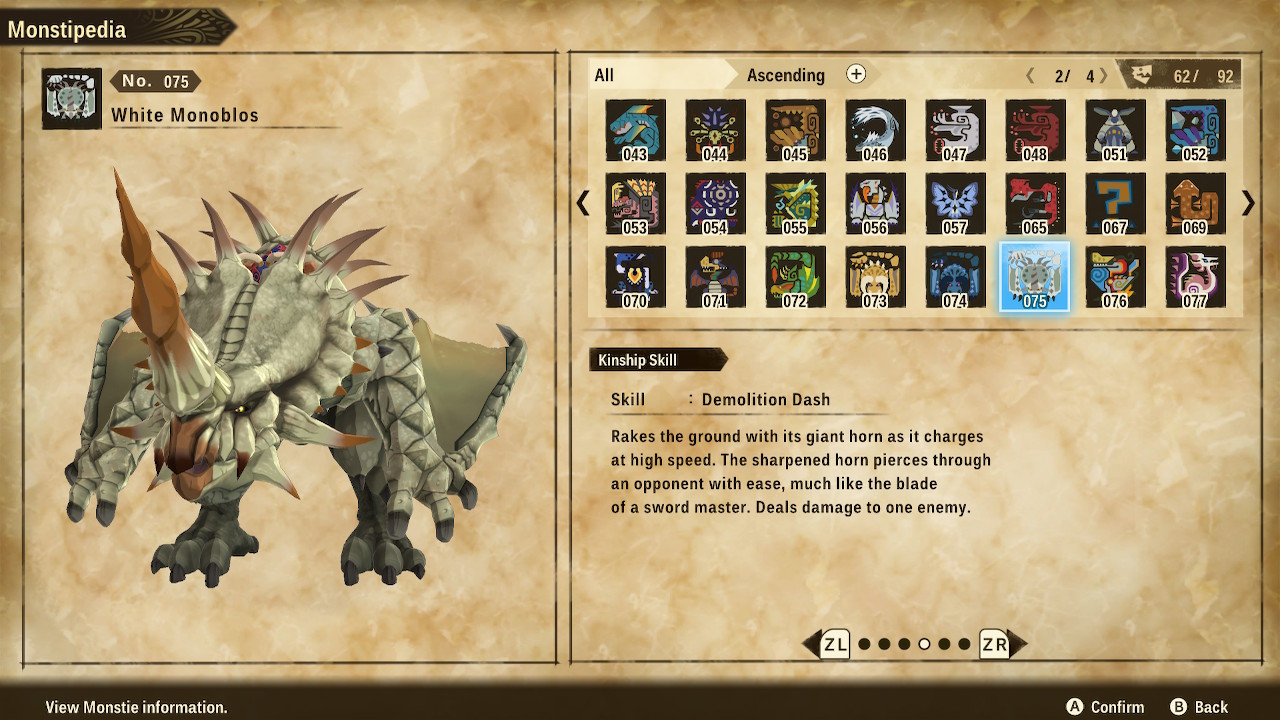 Monstipedia
No. 075
White Monoblos
All
Ascending
2/ 4
62/ 92
043 044 045 046 047 048 051 052
053 054 055 056 057 065 067 069
070 071 072 073 074 075 076 077
Kinship Skill
Skill : Demolition Dash
Rakes the ground with its giant horn as it charges
at high speed. The sharpened horn pierces through
an opponent with ease, much like the blade
of a sword master. Deals damage to one enemy.
ZL ZR
View Monstie information.
A Confirm B Back